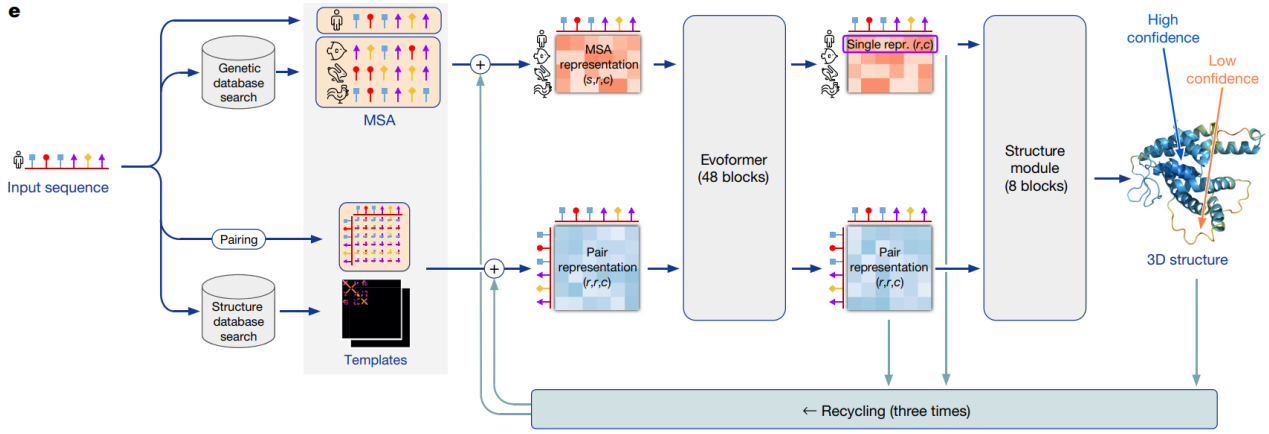 e
Input sequence
Genetic
database
search
MSA
Pairing
Structure
database
search
Templates
+
+
MSA
representation
(s,r,c)
Pair
representation
(r,r,c)
Evoformer
(48 blocks)
Single repr. (r,c)
Pair
representation
(r,r,c)
Structure
module
(8 blocks)
High
confidence
Low
confidence
3D structure
← Recycling (three times)